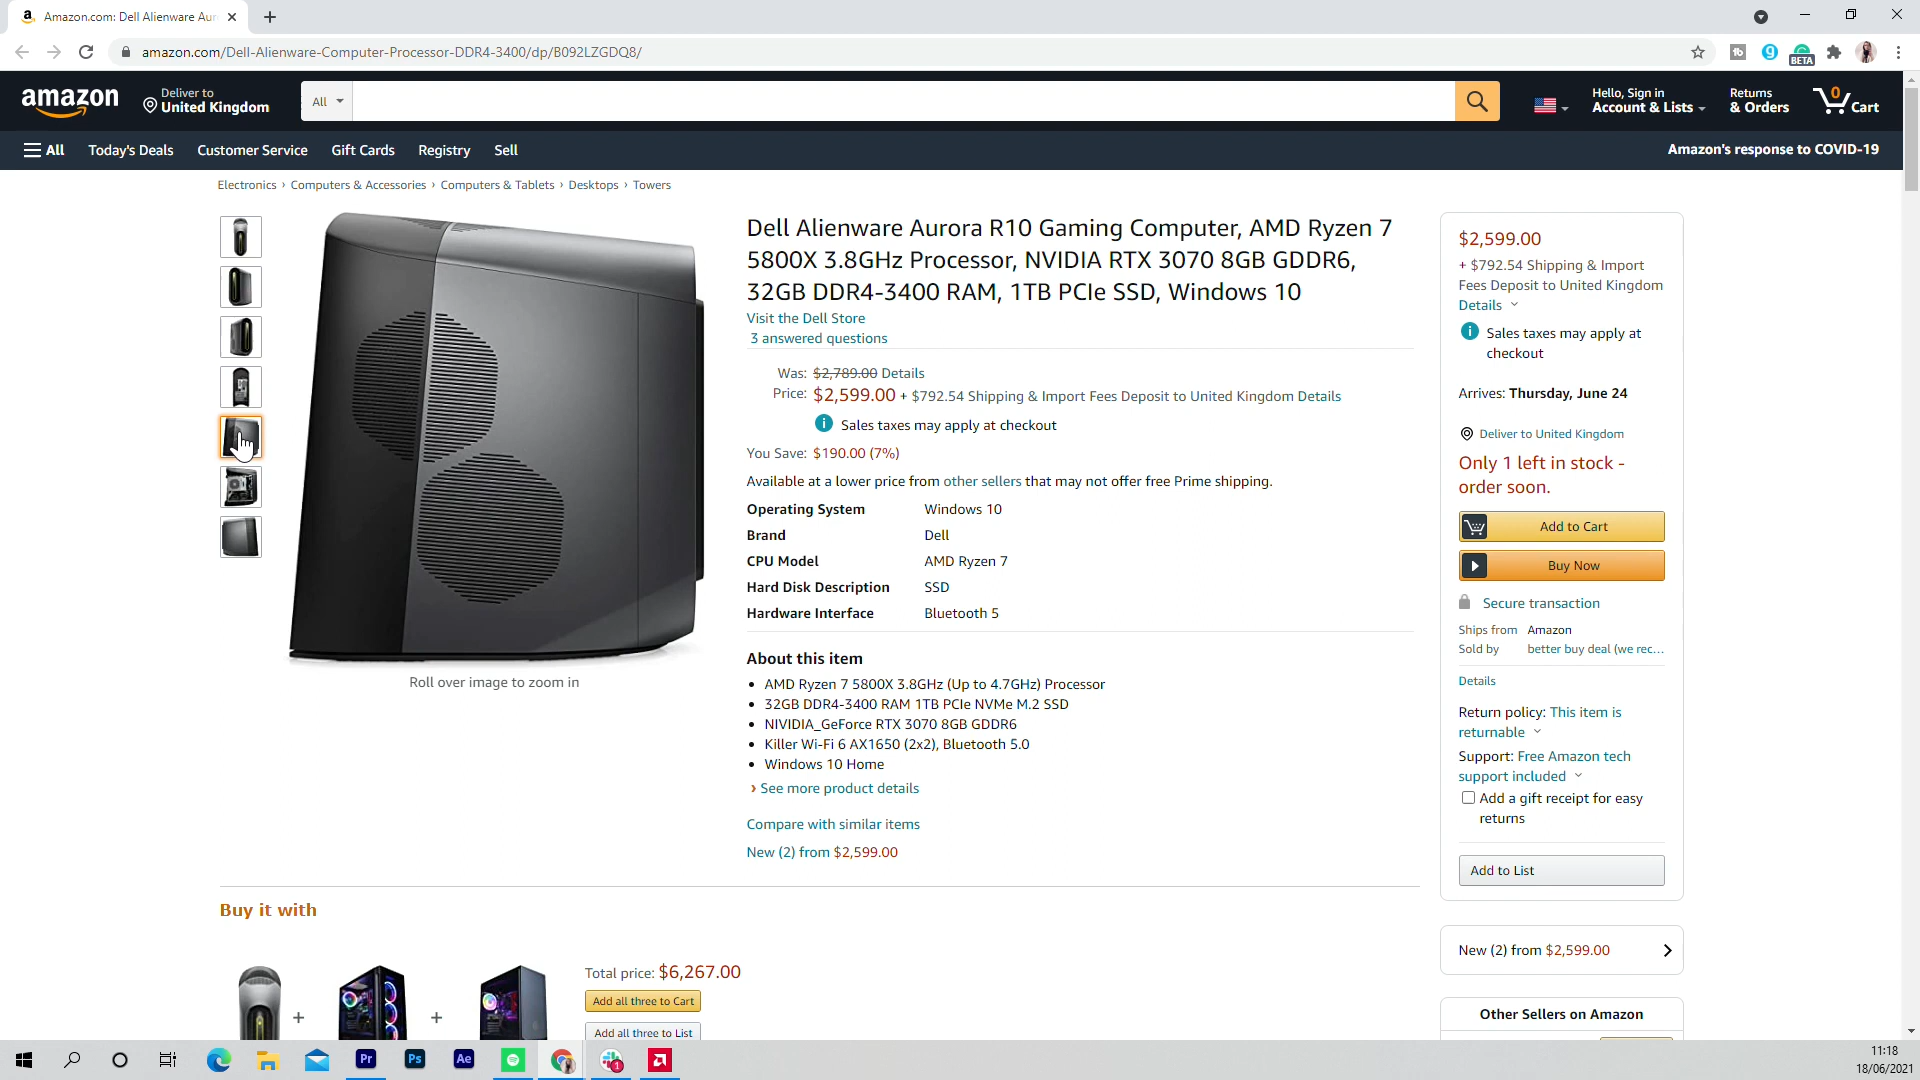 Amazon.com: Dell Alienware Aur
amazon.com/Dell-Alienware-Computer-Processor-DDR4-3400/dp/B092LZGDQ8/
BETA
amazon
Deliver to
United Kingdom
All
Hello, Sign in
Account & Lists
Returns
& Orders
0
Cart
All
Today's Deals
Customer Service
Gift Cards
Registry
Sell
Amazon's response to COVID-19
Electronics › Computers & Accessories › Computers & Tablets › Desktops › Towers
Roll over image to zoom in
Dell Alienware Aurora R10 Gaming Computer, AMD Ryzen 7
5800X 3.8GHz Processor, NVIDIA RTX 3070 8GB GDDR6,
32GB DDR4-3400 RAM, 1TB PCIe SSD, Windows 10
Visit the Dell Store
3 answered questions
Was: $2,789.00 Details
Price: $2,599.00 + $792.54 Shipping & Import Fees Deposit to United Kingdom Details
Sales taxes may apply at checkout
You Save: $190.00 (7%)
Available at a lower price from other sellers that may not offer free Prime shipping.
Operating System Windows 10
Brand Dell
CPU Model AMD Ryzen 7
Hard Disk Description SSD
Hardware Interface Bluetooth 5
About this item
• AMD Ryzen 7 5800X 3.8GHz (Up to 4.7GHz) Processor
• 32GB DDR4-3400 RAM 1TB PCIe NVMe M.2 SSD
• NIVIDIA_GeForce RTX 3070 8GB GDDR6
• Killer Wi-Fi 6 AX1650 (2x2), Bluetooth 5.0
• Windows 10 Home
› See more product details
Compare with similar items
New (2) from $2,599.00
$2,599.00
+ $792.54 Shipping & Import
Fees Deposit to United Kingdom
Details
Sales taxes may apply at
checkout
Arrives: Thursday, June 24
Deliver to United Kingdom
Only 1 left in stock -
order soon.
Add to Cart
Buy Now
Secure transaction
Ships from Amazon
Sold by better buy deal (we rec...
Details
Return policy: This item is
returnable
Support: Free Amazon tech
support included
Add a gift receipt for easy
returns
Add to List
New (2) from $2,599.00
Other Sellers on Amazon
Buy it with
Total price: $6,267.00
Add all three to Cart
Add all three to List
+
+
Pr
Ps
Ae
1
11:18
18/06/2021